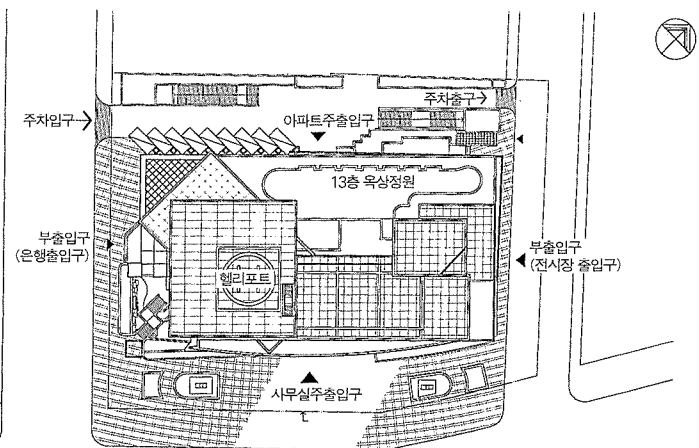 주차출구→
주차입구→
아파트주출입구
13층 옥상정원
부출입구
(은행출입구)
부출입구
(전시장 출입구)
헬리포트
사무실주출입구